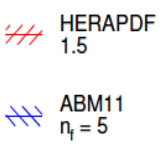 HERAPDF
1.5
ABM11
n_f = 5